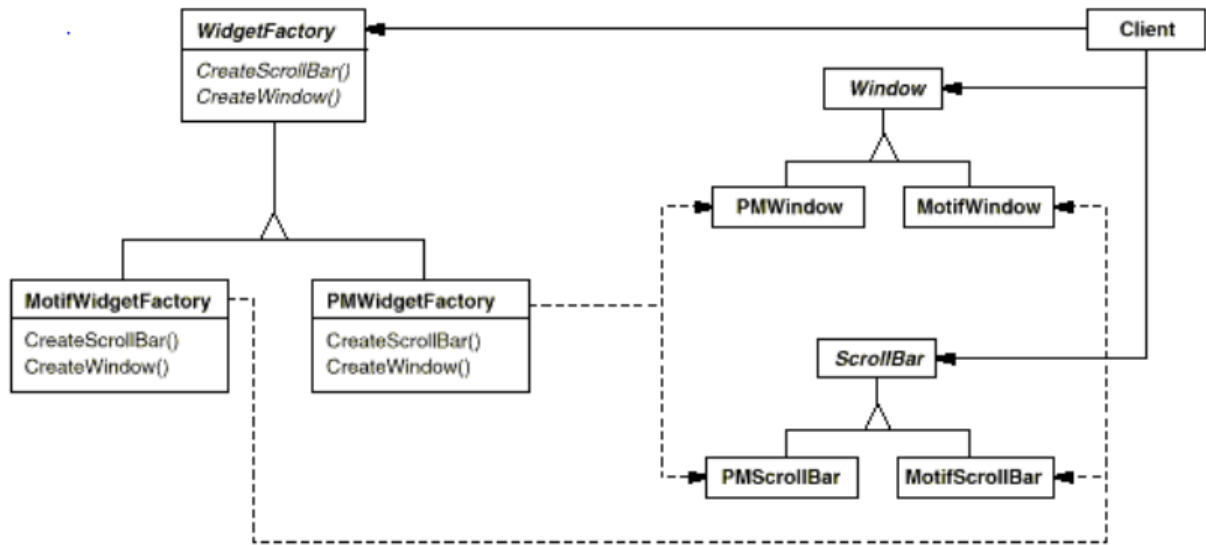 WidgetFactory
CreateScrollBar()
CreateWindow()
Client
Window
PMWindow
MotifWindow
MotifWidgetFactory
CreateScrollBar()
CreateWindow()
PMWidgetFactory
CreateScrollBar()
CreateWindow()
ScrollBar
PMScrollBar
MotifScrollBar